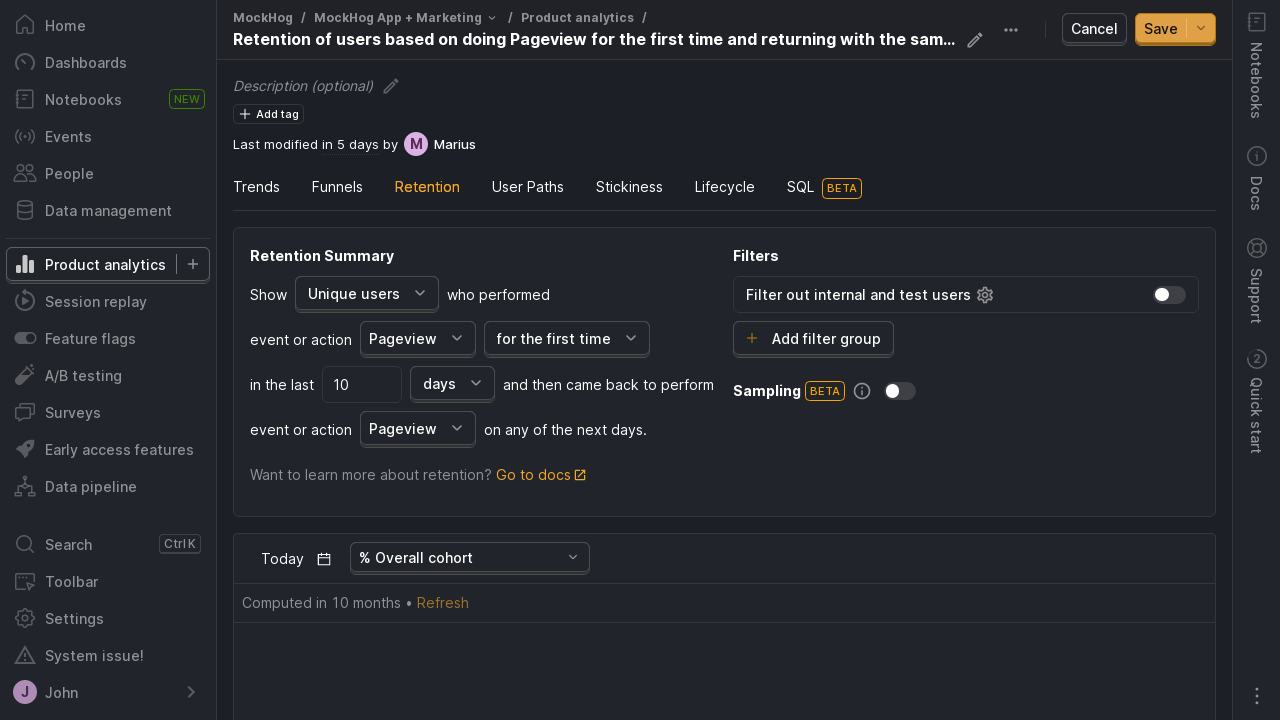 Home
Dashboards
Notebooks NEW
Events
People
Data management
Product analytics
Session replay
Feature flags
A/B testing
Surveys
Early access features
Data pipeline
Search Ctrl K
Toolbar
Settings
System issue!
J John
MockHog / MockHog App + Marketing / Product analytics /
Retention of users based on doing Pageview for the first time and returning with the sam...
Cancel
Save
Description (optional)
Add tag
Last modified in 5 days by M Marius
Trends Funnels Retention User Paths Stickiness Lifecycle SQL BETA
Retention Summary
Show Unique users who performed
event or action Pageview for the first time
in the last 10 days and then came back to perform
event or action Pageview on any of the next days.
Want to learn more about retention? Go to docs
Filters
Filter out internal and test users
Add filter group
Sampling BETA
Today % Overall cohort
Computed in 10 months • Refresh
Notebooks
Docs
Support
2
Quick start